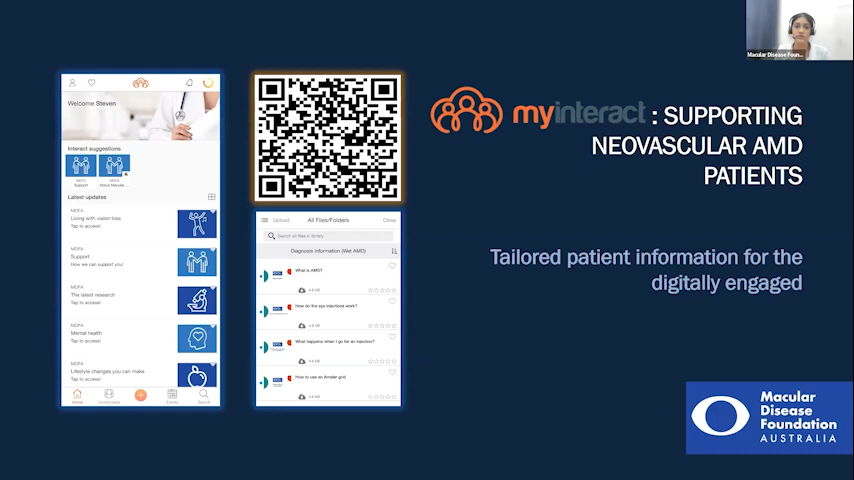 Macular Disease Foun...
myinteract : SUPPORTING
NEOVASCULAR AMD
PATIENTS
Tailored patient information for the
digitally engaged
Macular
Disease
Foundation
AUSTRALIA
Welcome Steven
Interact suggestions
MDFA
Support
MDFA
Latest updates
MDFA
Living with vision loss
Tap to access!
MDFA
Support
How we can support you!
MDFA
The latest research
Tap to access!
MDFA
Mental health
Tap to access!
MDFA
Lifestyle changes you can make
Tap to access!
Home
Events
Search
Upload
All Files/Folders
Close
Search all files in library
Diagnosis Information (Wet AMD)
What is AMD?
How do the eye injections work?
What happens when I go for an injection?
How to use an Amsler grid